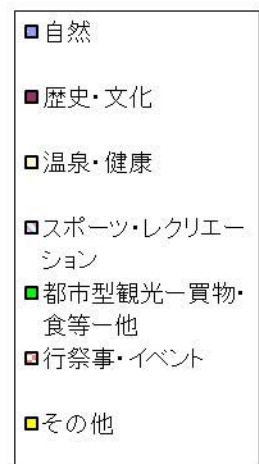 自然
歴史・文化
温泉・健康
スポーツ・レクリエー
ション
都市型観光ー買物・
食等ー他
行祭事・イベント
その他